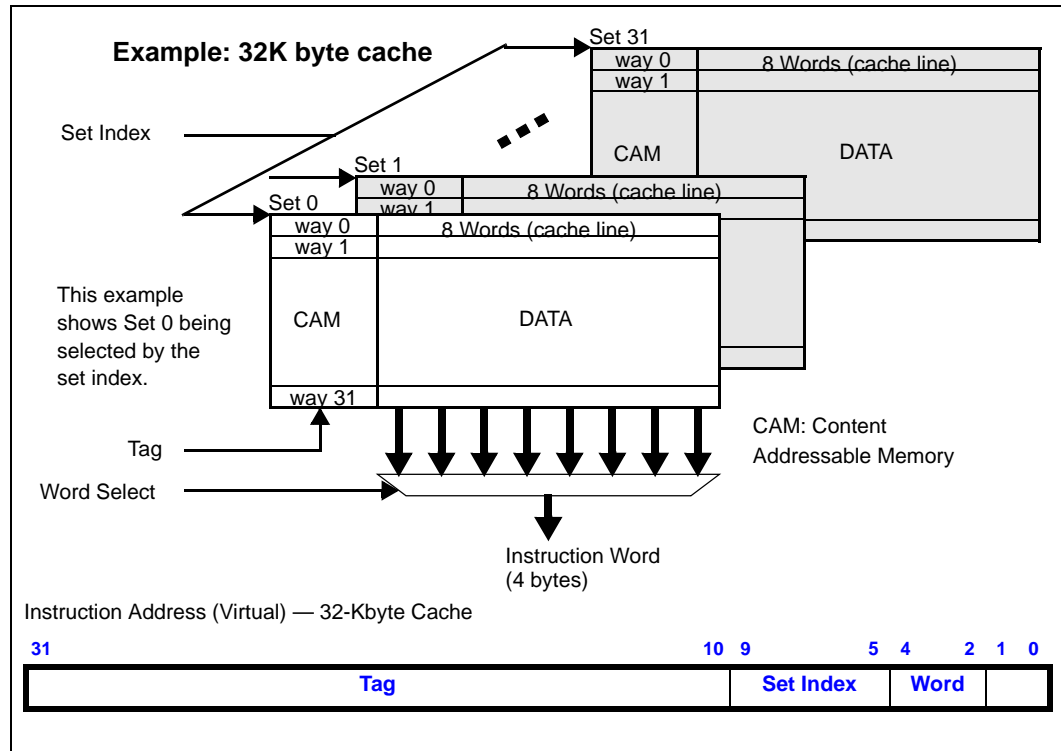 Example: 32K byte cache
Set 31
way 0
8 Words (cache line)
way 1
CAM
DATA
Set Index
Set 1
way 0
8 Words (cache line)
way 1
Set 0
way 0
8 Words (cache line)
way 1
This example
shows Set 0 being
selected by the
set index.
CAM
DATA
way 31
Tag
Word Select
CAM: Content
Addressable Memory
Instruction Word
(4 bytes)
Instruction Address (Virtual) — 32-Kbyte Cache
31 10 9 5 4 2 1 0
Tag Set Index Word